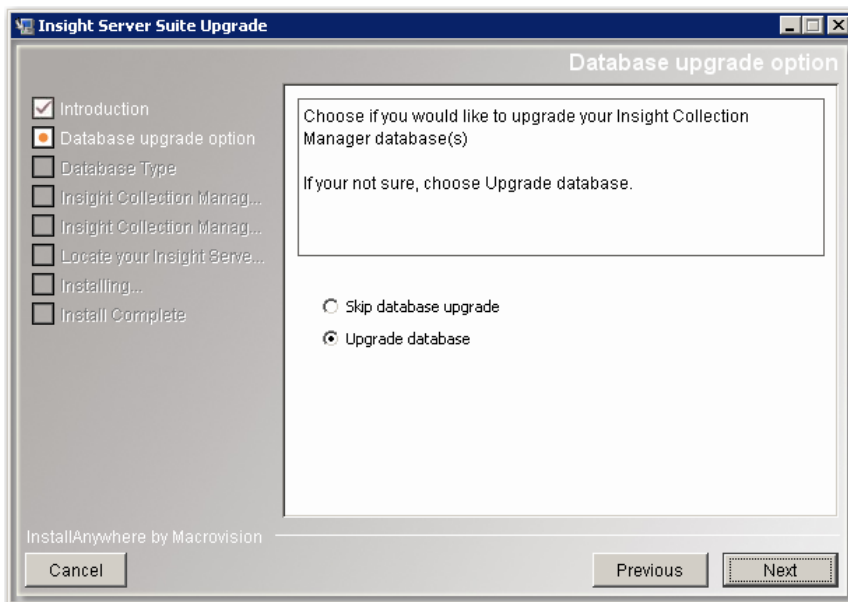 Insight Server Suite Upgrade
Database upgrade option
Introduction
Database upgrade option
Database Type
Insight Collection Manag...
Insight Collection Manag...
Locate your Insight Serve...
Installing...
Install Complete
Choose if you would like to upgrade your Insight Collection
Manager database(s)
If your not sure, choose Upgrade database.
Skip database upgrade
Upgrade database
InstallAnywhere by Macrovision
Cancel
Previous
Next